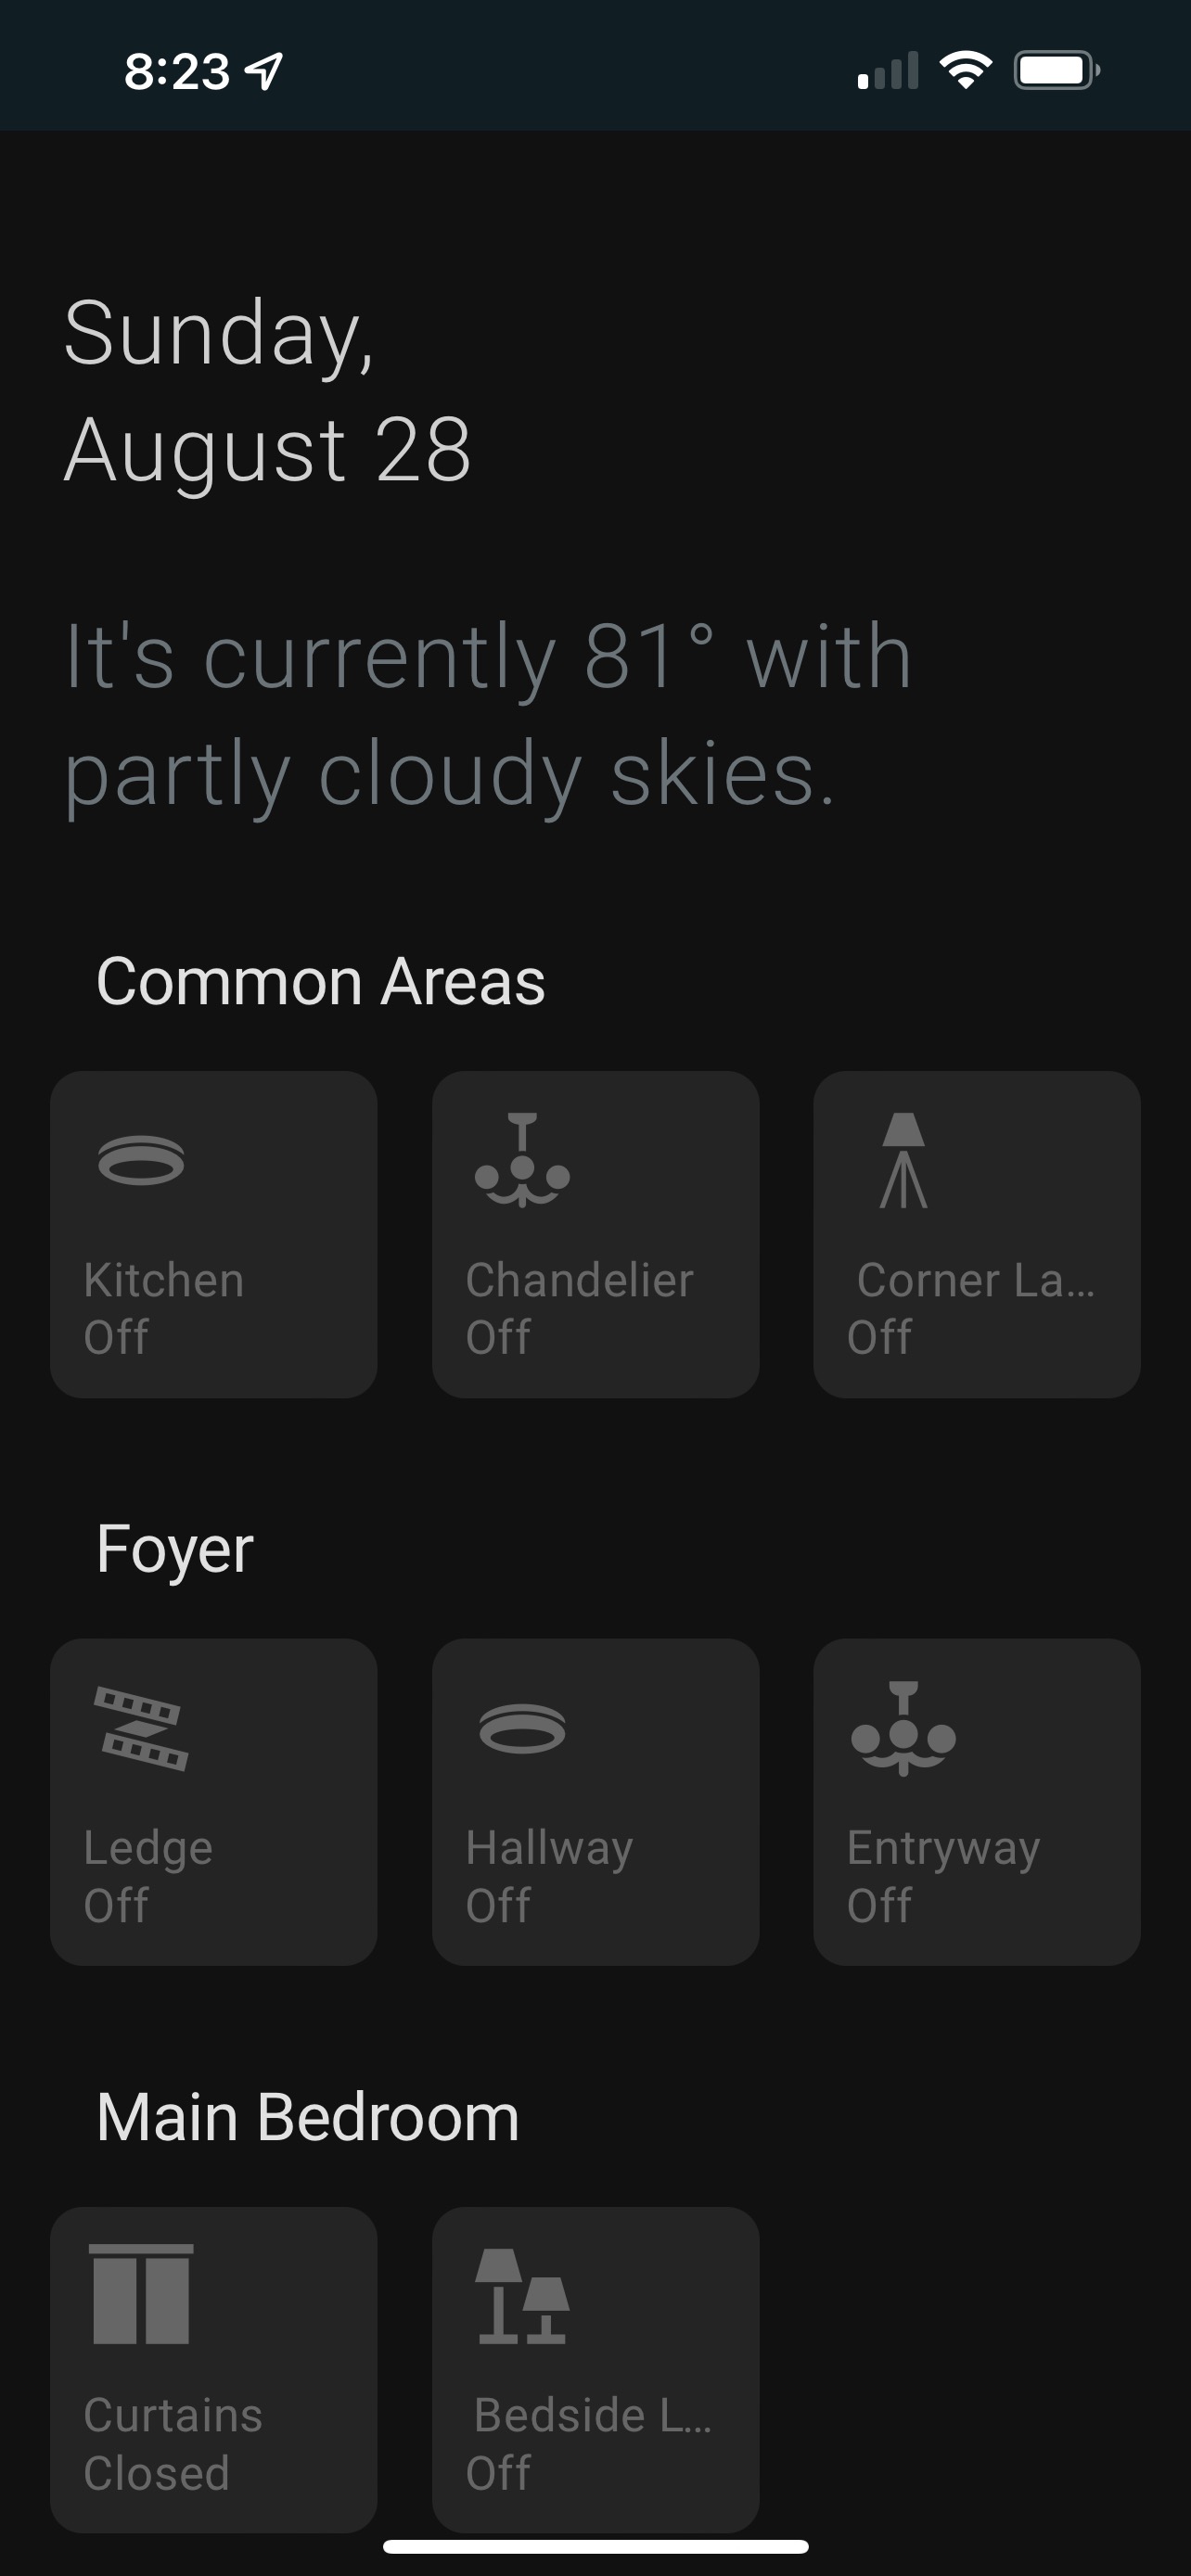 8:23
Sunday,
August 28
It's currently 81° with
partly cloudy skies.
Common Areas
Kitchen
Off
Chandelier
Off
Corner La...
Off
Foyer
Ledge
Off
Hallway
Off
Entryway
Off
Main Bedroom
Curtains
Closed
Bedside L...
Off